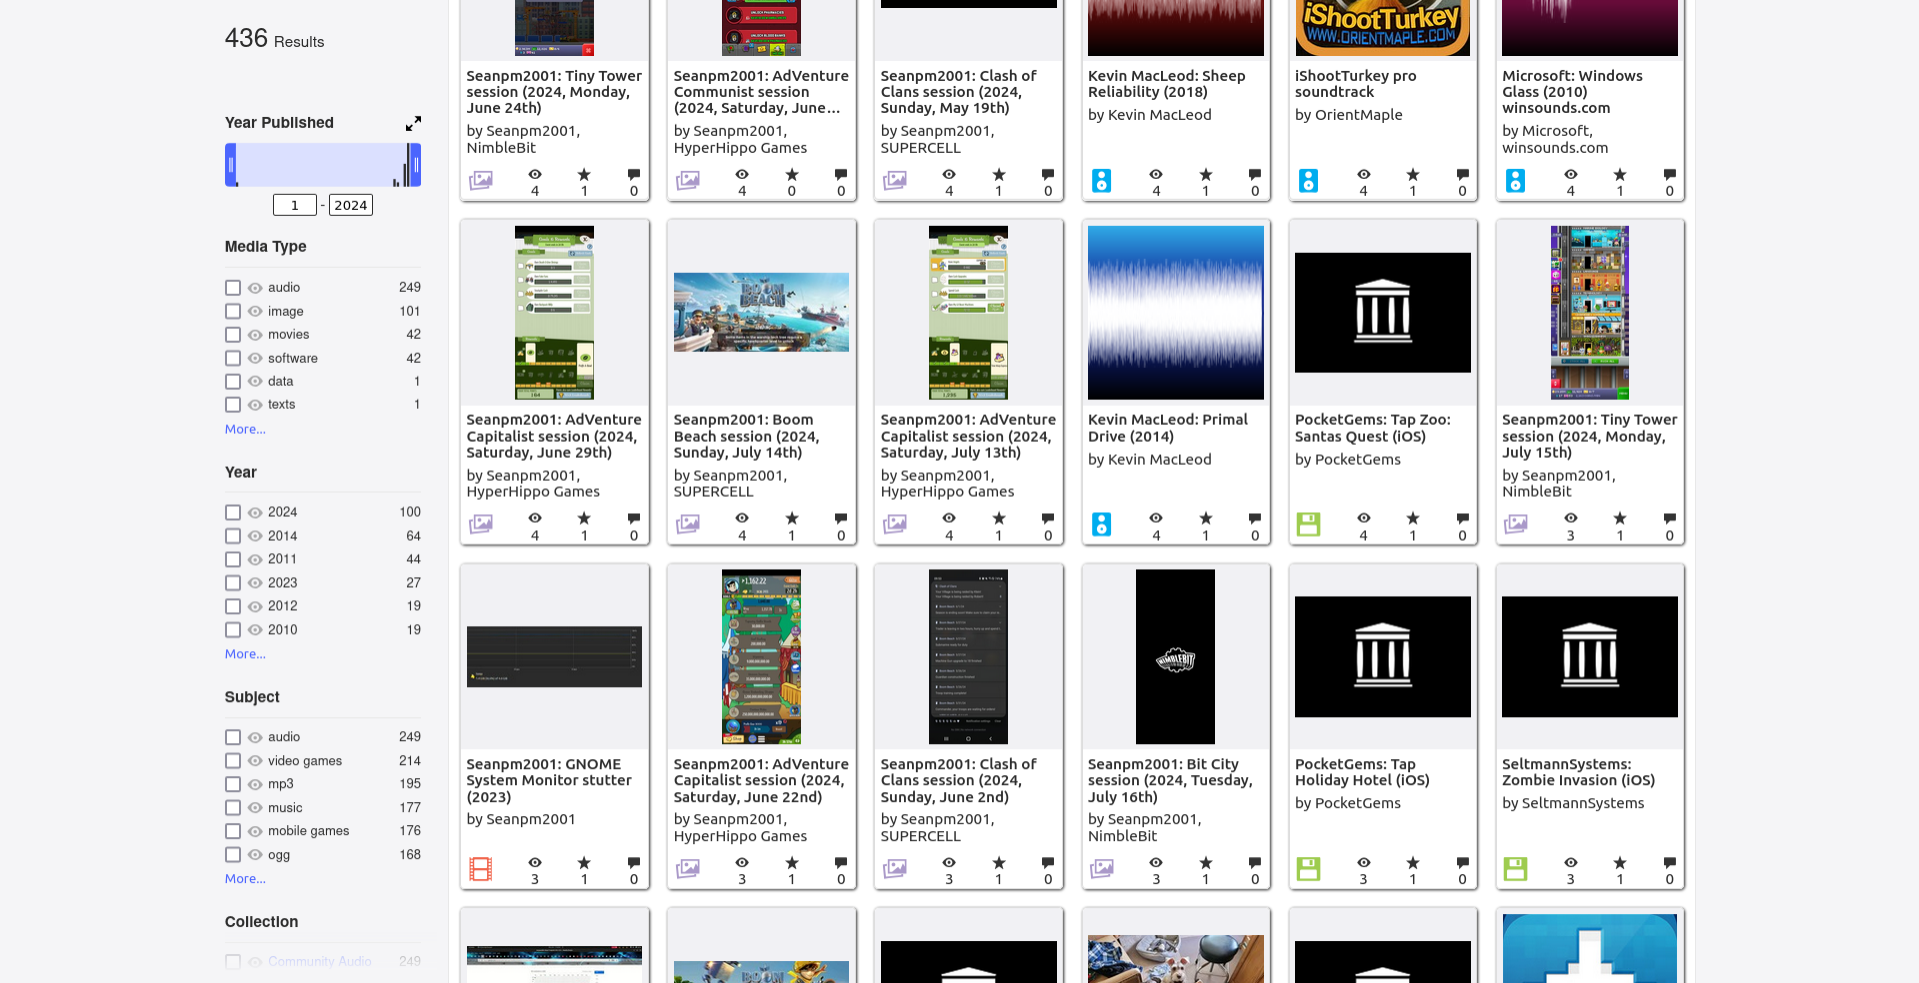 436 Results
Year Published
1 - 2024
Media Type
audio 249
image 101
movies 42
software 42
data 1
texts 1
More...
Year
2024 100
2014 64
2011 44
2023 27
2012 19
2010 19
More...
Subject
audio 249
video games 214
mp3 195
music 177
mobile games 176
ogg 168
More...
Collection
Community Audio 249
Seanpm2001: Tiny Tower
session (2024, Monday,
June 24th)
by Seanpm2001,
NimbleBit
4 1 0
Seanpm2001: AdVenture
Communist session
(2024, Saturday, June...
by Seanpm2001,
HyperHippo Games
4 0 0
Seanpm2001: Clash of
Clans session (2024,
Sunday, May 19th)
by Seanpm2001,
SUPERCELL
4 1 0
Kevin MacLeod: Sheep
Reliability (2018)
by Kevin MacLeod
4 1 0
iShootTurkey
WWW.ORIENTMAPLE.COM
iShootTurkey pro
soundtrack
by OrientMaple
4 1 0
Microsoft: Windows
Glass (2010)
winsounds.com
by Microsoft,
winsounds.com
4 1 0
Seanpm2001: AdVenture
Capitalist session (2024,
Saturday, June 29th)
by Seanpm2001,
HyperHippo Games
4 1 0
BOOM
BEACH
Seanpm2001: Boom
Beach session (2024,
Sunday, July 14th)
by Seanpm2001,
SUPERCELL
4 1 0
Seanpm2001: AdVenture
Capitalist session (2024,
Saturday, July 13th)
by Seanpm2001,
HyperHippo Games
4 1 0
Kevin MacLeod: Primal
Drive (2014)
by Kevin MacLeod
4 1 0
PocketGems: Tap Zoo:
Santas Quest (iOS)
by PocketGems
4 1 0
Seanpm2001: Tiny Tower
session (2024, Monday,
July 15th)
by Seanpm2001,
NimbleBit
3 1 0
Seanpm2001: GNOME
System Monitor stutter
(2023)
by Seanpm2001
3 1 0
Seanpm2001: AdVenture
Capitalist session (2024,
Saturday, June 22nd)
by Seanpm2001,
HyperHippo Games
3 1 0
Seanpm2001: Clash of
Clans session (2024,
Sunday, June 2nd)
by Seanpm2001,
SUPERCELL
3 1 0
NIMBLEBIT
Seanpm2001: Bit City
session (2024, Tuesday,
July 16th)
by Seanpm2001,
NimbleBit
3 1 0
PocketGems: Tap
Holiday Hotel (iOS)
by PocketGems
3 1 0
SeltmannSystems:
Zombie Invasion (iOS)
by SeltmannSystems
3 1 0
BOOM